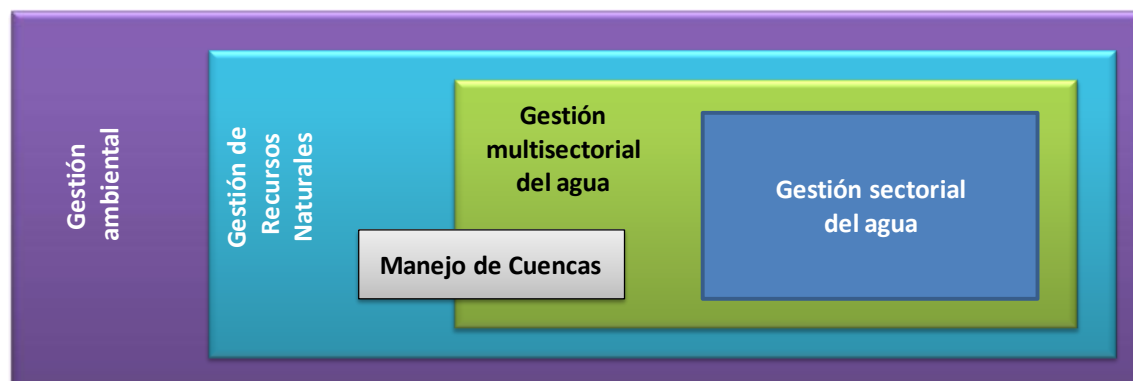 Gestión
ambiental
Gestión de
Recursos
Naturales
Gestión
multisectorial
del agua
Manejo de Cuencas
Gestión sectorial
del agua